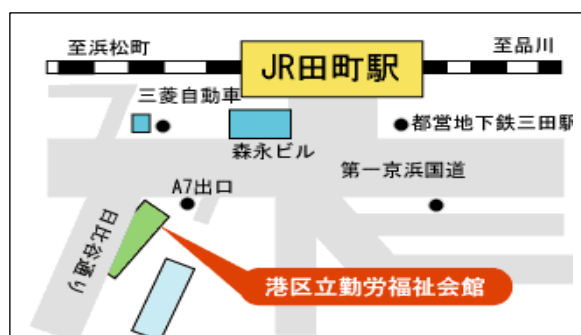 至浜松町
至品川
JR田町駅
三菱自動車
都営地下鉄三田駅
森永ビル
第一京浜国道
A7出口
日比谷通り
港区立勤労福祉会館